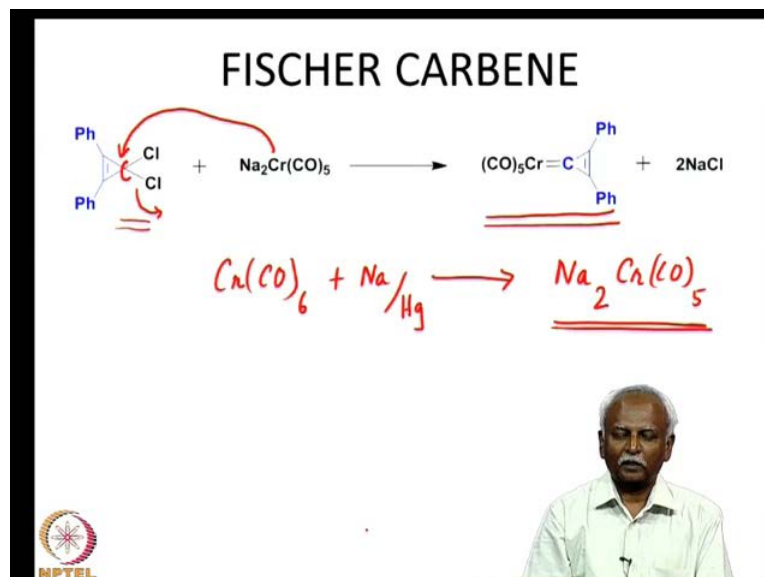 FISCHER CARBENE
Ph
Ph
Cl
Cl
C
+ Na₂Cr(CO)₅ (CO)₅Cr=C
Ph
Ph
+ 2NaCl
Cr(CO)₆ + Na/Hg → Na₂Cr(CO)₅
NPTEL